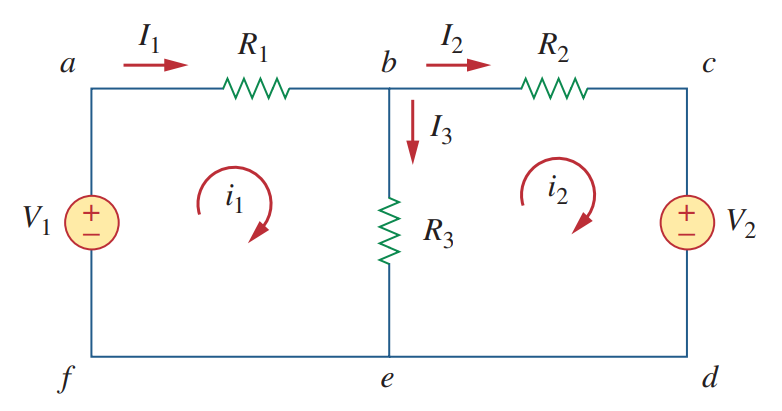 I₁ R₁ I₂ R₂
a b c
I₃
i₁ i₂
V₁ + − R₃ + − V₂
f e d